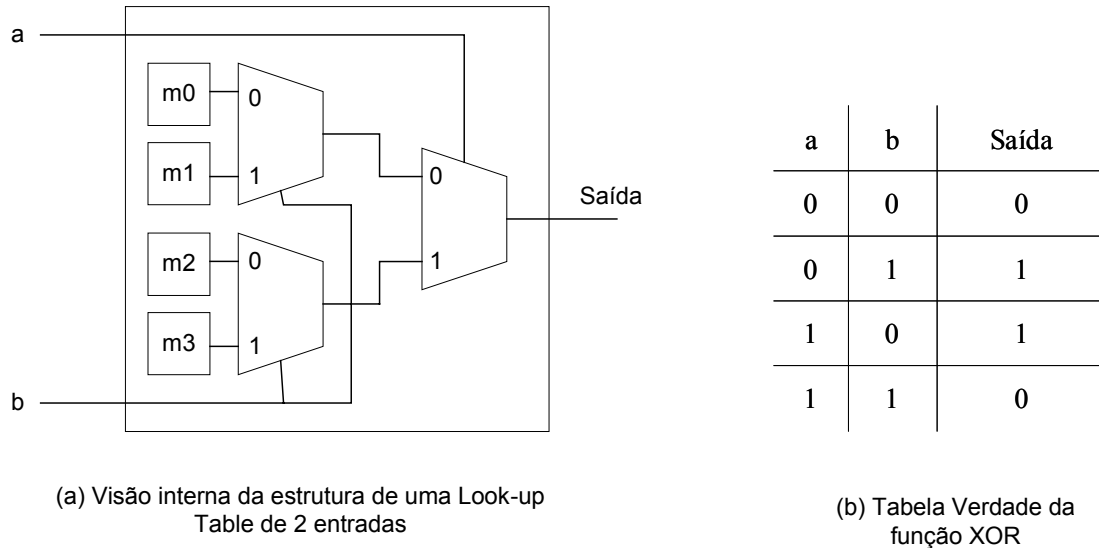 a
m0
0
m1
1
0
Saída
m2
0
1
m3
1
b
(a) Visão interna da estrutura de uma Look-up
Table de 2 entradas
a b Saída
0 0 0
0 1 1
1 0 1
1 1 0
(b) Tabela Verdade da
função XOR